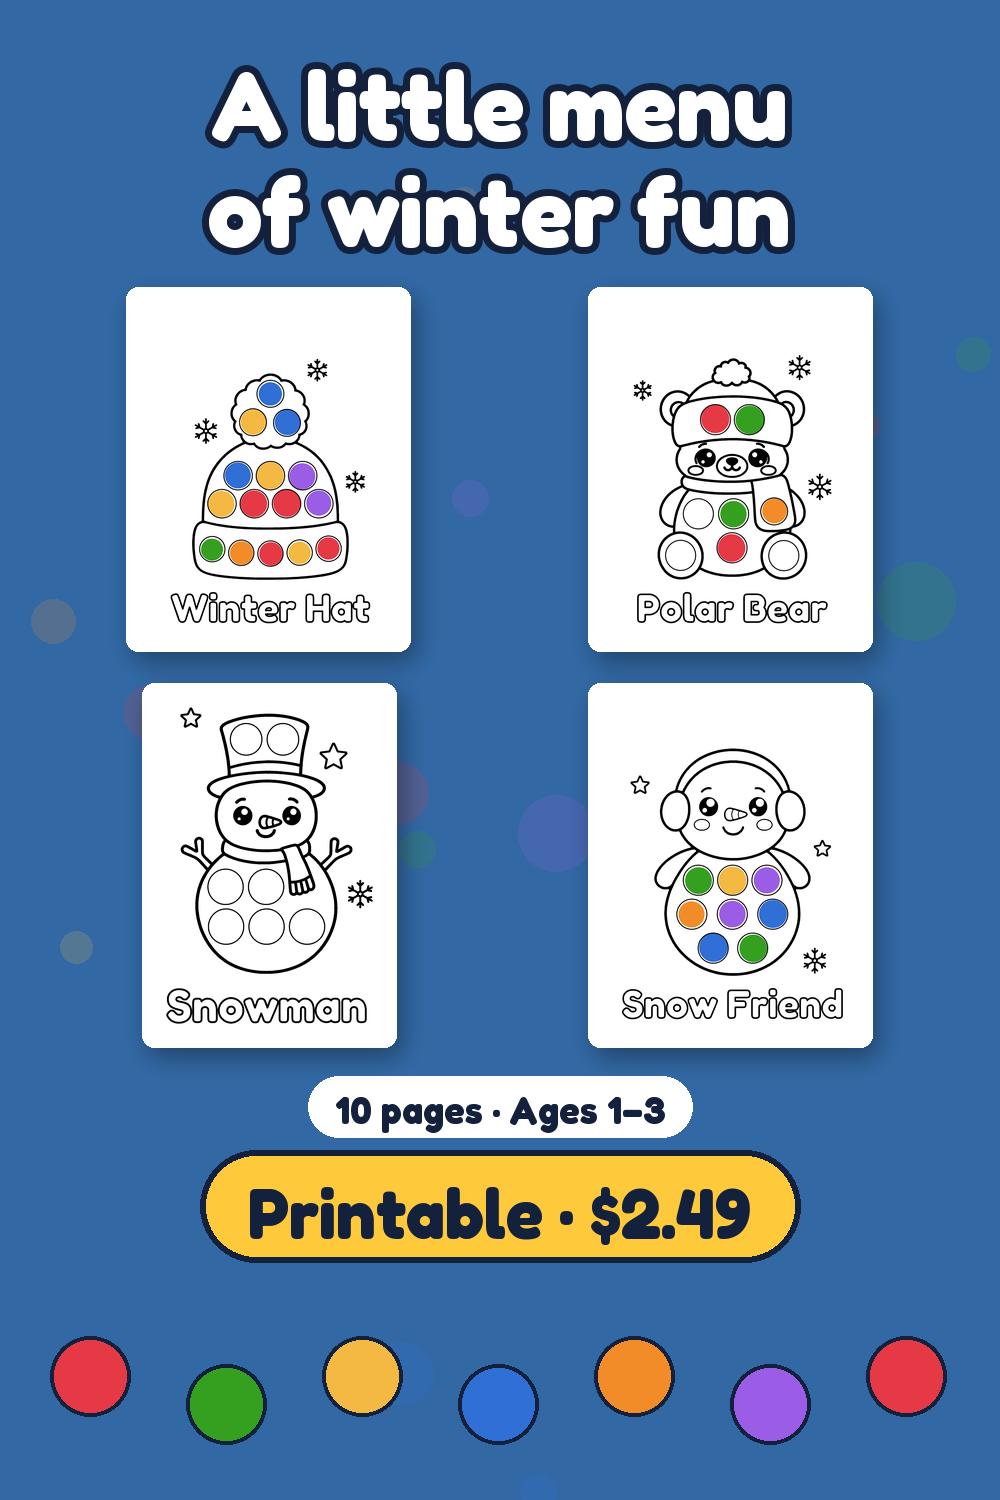 A little menu
of winter fun
Winter Hat
Polar Bear
Snowman
Snow Friend
10 pages · Ages 1–3
Printable · $2.49